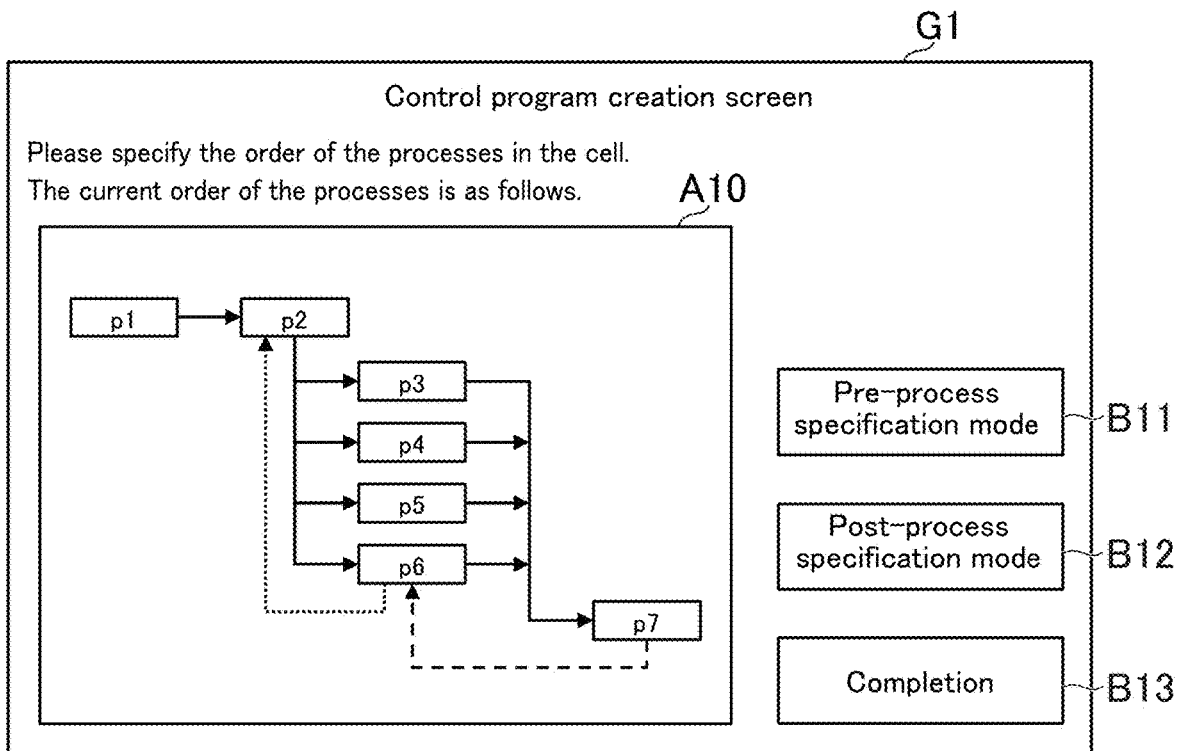 G1
Control program creation screen
Please specify the order of the processes in the cell.
The current order of the processes is as follows.
A10
p1
p2
p3
p4
p5
p6
p7
Pre-process
specification mode
B11
Post-process
specification mode
B12
Completion
B13